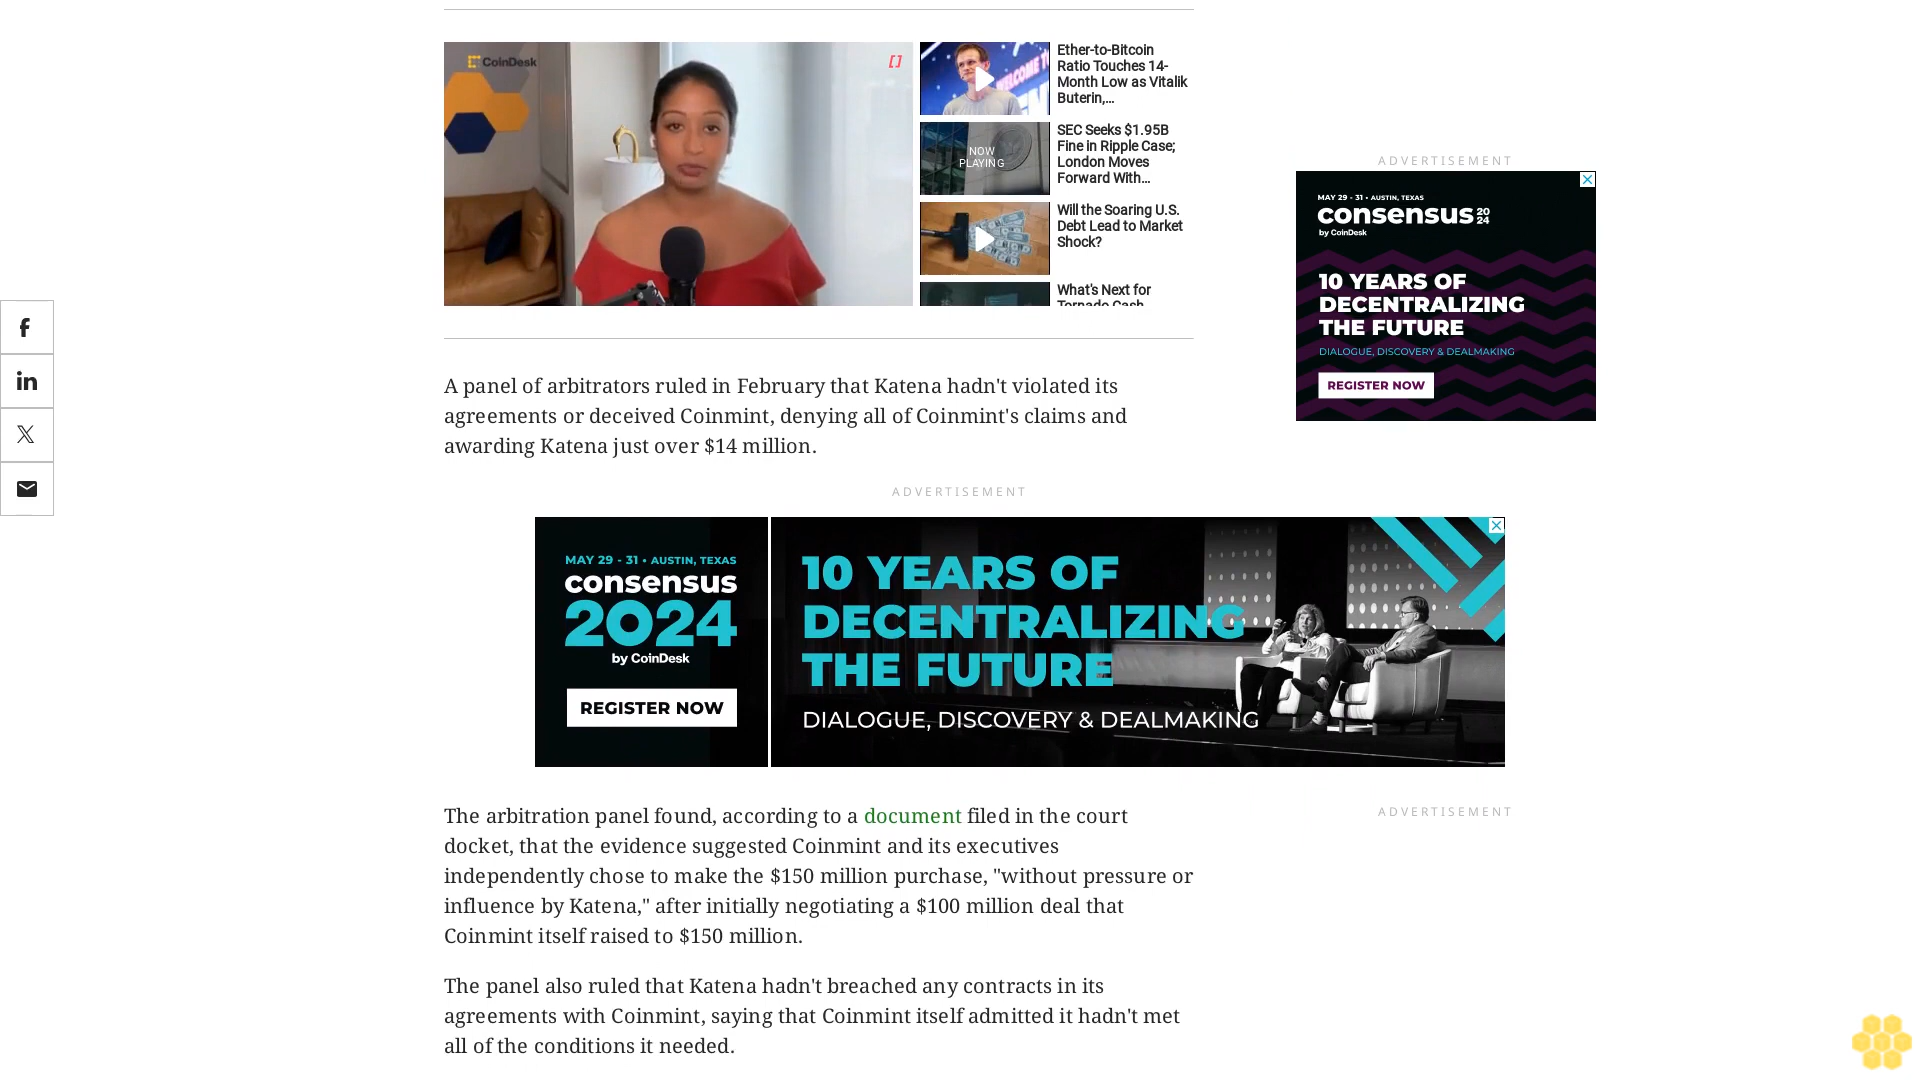 CoinDesk
[ ]
Ether-to-Bitcoin
Ratio Touches 14-
Month Low as Vitalik
Buterin,...
NOW
PLAYING
SEC Seeks $1.95B
Fine in Ripple Case;
London Moves
Forward With...
Will the Soaring U.S.
Debt Lead to Market
Shock?
What's Next for
Tornado Cash
ADVERTISEMENT
MAY 29 - 31 • AUSTIN, TEXAS
consensus 20
24
by CoinDesk
10 YEARS OF
DECENTRALIZING
THE FUTURE
DIALOGUE, DISCOVERY & DEALMAKING
REGISTER NOW
A panel of arbitrators ruled in February that Katena hadn't violated its
agreements or deceived Coinmint, denying all of Coinmint's claims and
awarding Katena just over $14 million.
ADVERTISEMENT
MAY 29 - 31 • AUSTIN, TEXAS
consensus
2024
by CoinDesk
REGISTER NOW
10 YEARS OF
DECENTRALIZING
THE FUTURE
DIALOGUE, DISCOVERY & DEALMAKING
The arbitration panel found, according to a document filed in the court
docket, that the evidence suggested Coinmint and its executives
independently chose to make the $150 million purchase, "without pressure or
influence by Katena," after initially negotiating a $100 million deal that
Coinmint itself raised to $150 million.
ADVERTISEMENT
The panel also ruled that Katena hadn't breached any contracts in its
agreements with Coinmint, saying that Coinmint itself admitted it hadn't met
all of the conditions it needed.